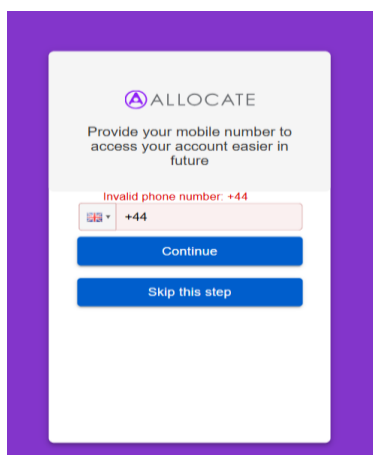 ALLOCATE
Provide your mobile number to
access your account easier in
future
Invalid phone number: +44
+44
Continue
Skip this step